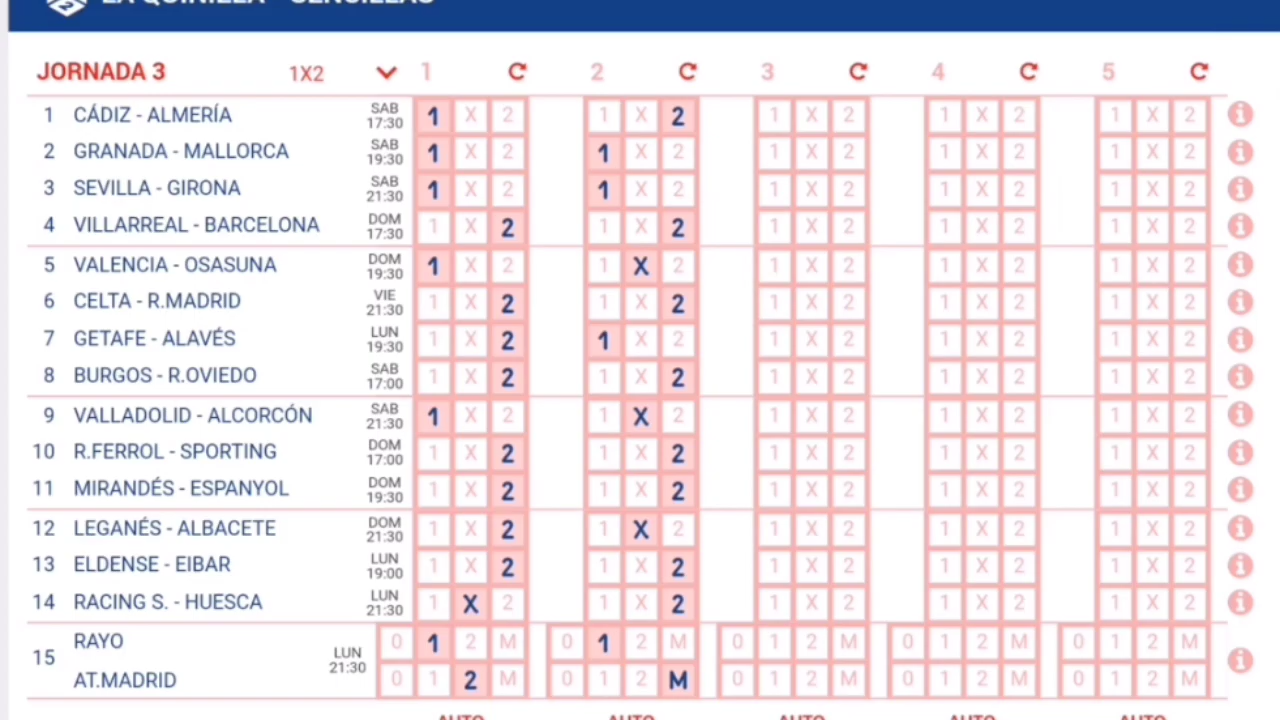 LA QUINIELA - SENCILLAS
JORNADA 3 1X2 1 2 3 4 5
1 CÁDIZ - ALMERÍA SAB 17:30 1 X 2 1 X 2 1 X 2 1 X 2 1 X 2
2 GRANADA - MALLORCA SAB 19:30 1 X 2 1 X 2 1 X 2 1 X 2 1 X 2
3 SEVILLA - GIRONA SAB 21:30 1 X 2 1 X 2 1 X 2 1 X 2 1 X 2
4 VILLARREAL - BARCELONA DOM 17:30 1 X 2 1 X 2 1 X 2 1 X 2 1 X 2
5 VALENCIA - OSASUNA DOM 19:30 1 X 2 1 X 2 1 X 2 1 X 2 1 X 2
6 CELTA - R.MADRID VIE 21:30 1 X 2 1 X 2 1 X 2 1 X 2 1 X 2
7 GETAFE - ALAVÉS LUN 19:30 1 X 2 1 X 2 1 X 2 1 X 2 1 X 2
8 BURGOS - R.OVIEDO SAB 17:00 1 X 2 1 X 2 1 X 2 1 X 2 1 X 2
9 VALLADOLID - ALCORCÓN SAB 21:30 1 X 2 1 X 2 1 X 2 1 X 2 1 X 2
10 R.FERROL - SPORTING DOM 17:00 1 X 2 1 X 2 1 X 2 1 X 2 1 X 2
11 MIRANDÉS - ESPANYOL DOM 19:30 1 X 2 1 X 2 1 X 2 1 X 2 1 X 2
12 LEGANÉS - ALBACETE DOM 21:30 1 X 2 1 X 2 1 X 2 1 X 2 1 X 2
13 ELDENSE - EIBAR LUN 19:00 1 X 2 1 X 2 1 X 2 1 X 2 1 X 2
14 RACING S. - HUESCA LUN 21:30 1 X 2 1 X 2 1 X 2 1 X 2 1 X 2
15 RAYO LUN 21:30 0 1 2 M 0 1 2 M 0 1 2 M 0 1 2 M 0 1 2 M
AT.MADRID 0 1 2 M 0 1 2 M 0 1 2 M 0 1 2 M 0 1 2 M
AUTO AUTO AUTO AUTO AUTO